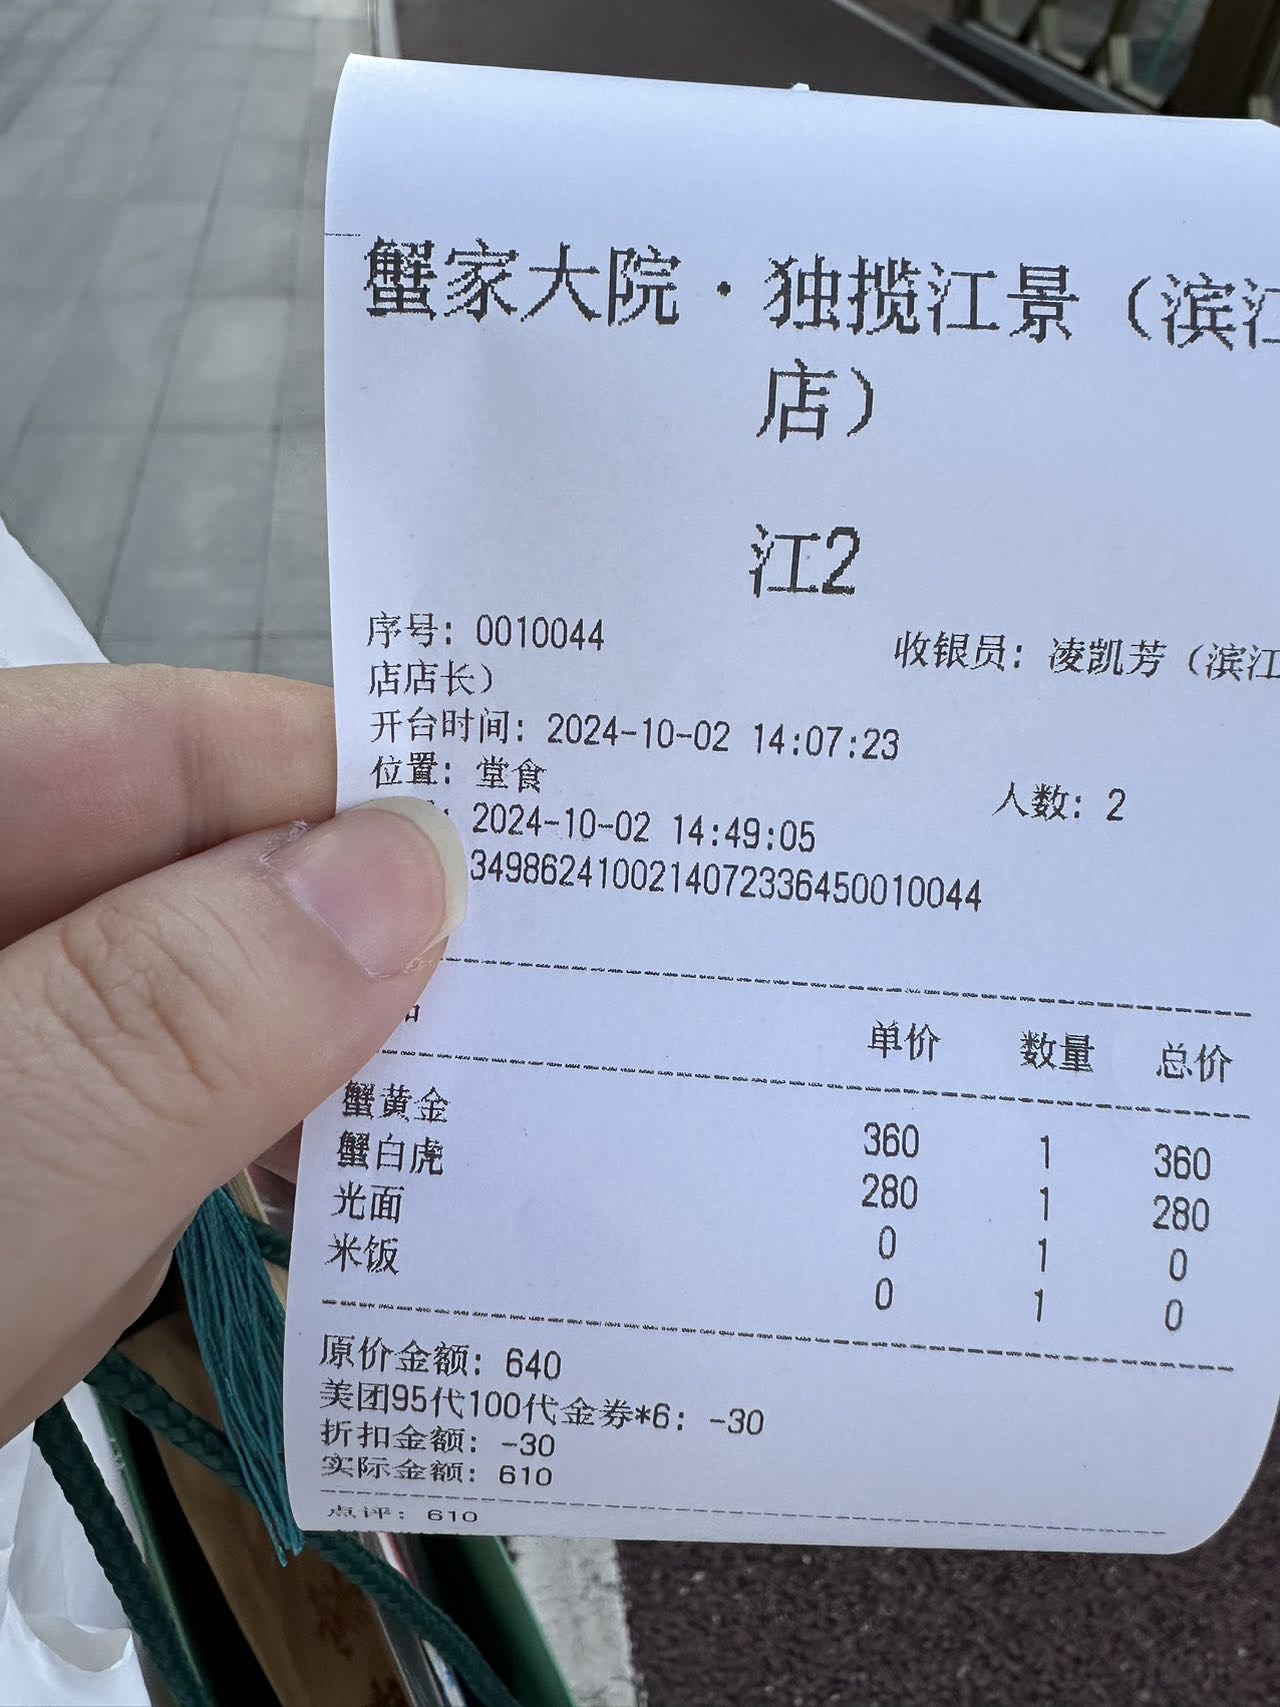 蟹家大院·独揽江景（滨江
店）
江2
序号：0010044 收银员：凌凯芳（滨江
店店长）
开台时间：2024-10-02 14:07:23
位置：堂食 人数：2
2024-10-02 14:49:05
3498624100214072336450010044
单价 数量 总价
蟹黄金 360 1 360
蟹白虎 280 1 280
光面 0 1 0
米饭 0 1 0
原价金额：640
美团95代100代金券*6：-30
折扣金额：-30
实际金额：610
点评：610